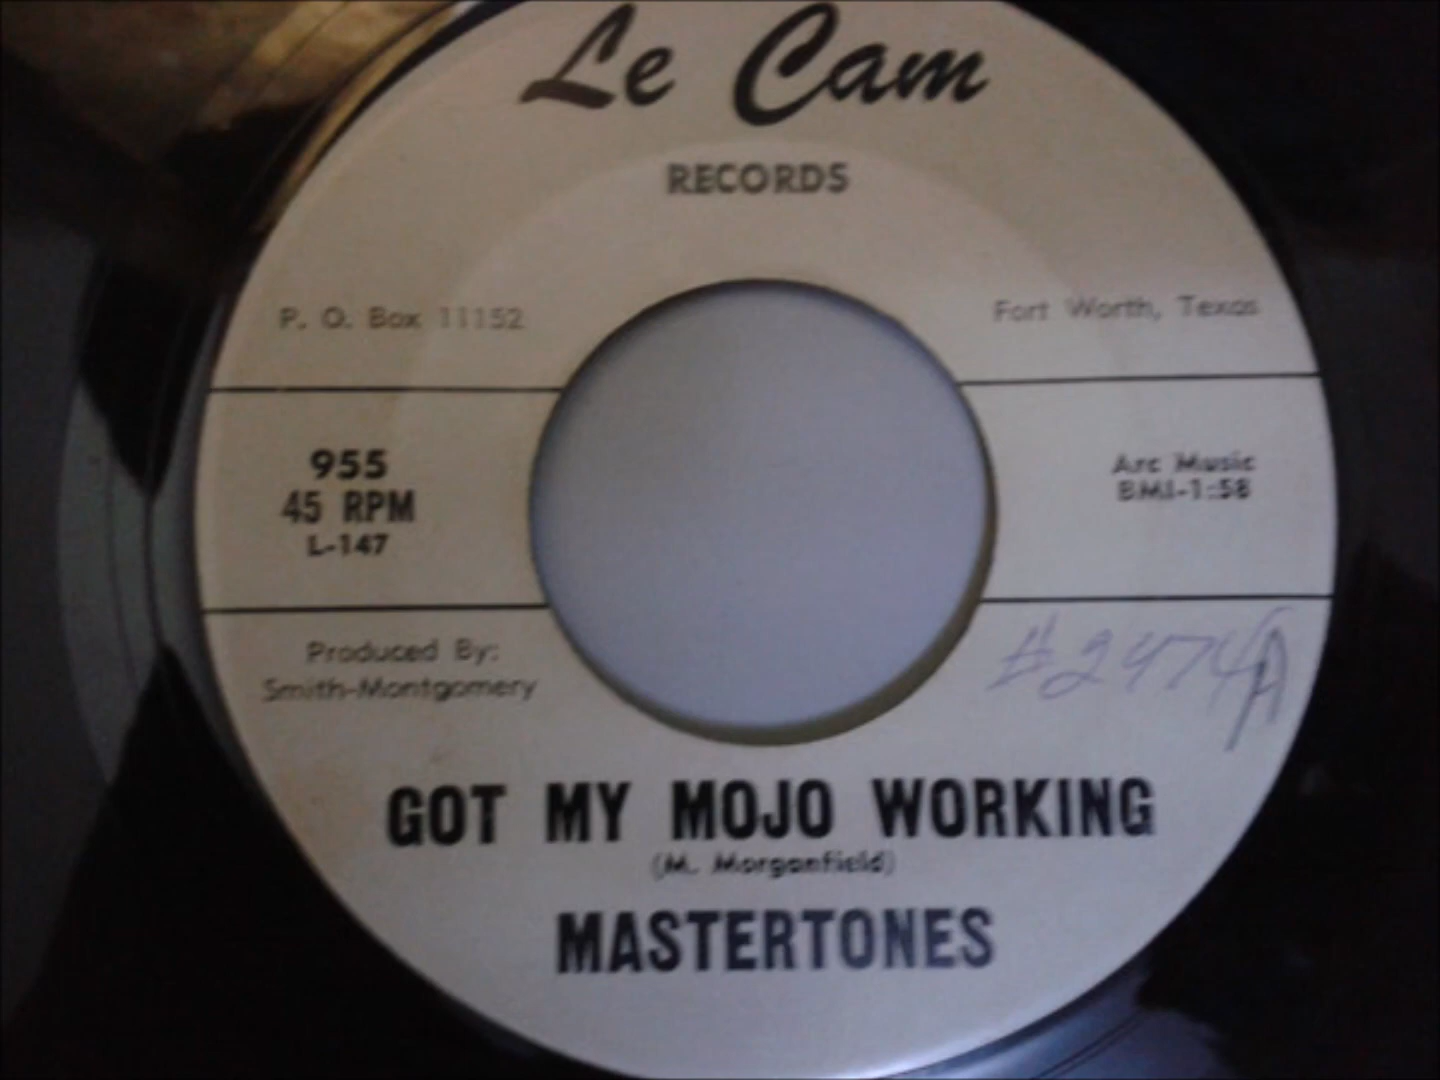 Le Cam
RECORDS
P. O. Box 11152
Fort Worth, Texas
955
45 RPM
L-147
Arc Music
BMI-1:58
Produced By:
Smith-Montgomery
#2474A
GOT MY MOJO WORKING
(M. Morganfield)
MASTERTONES